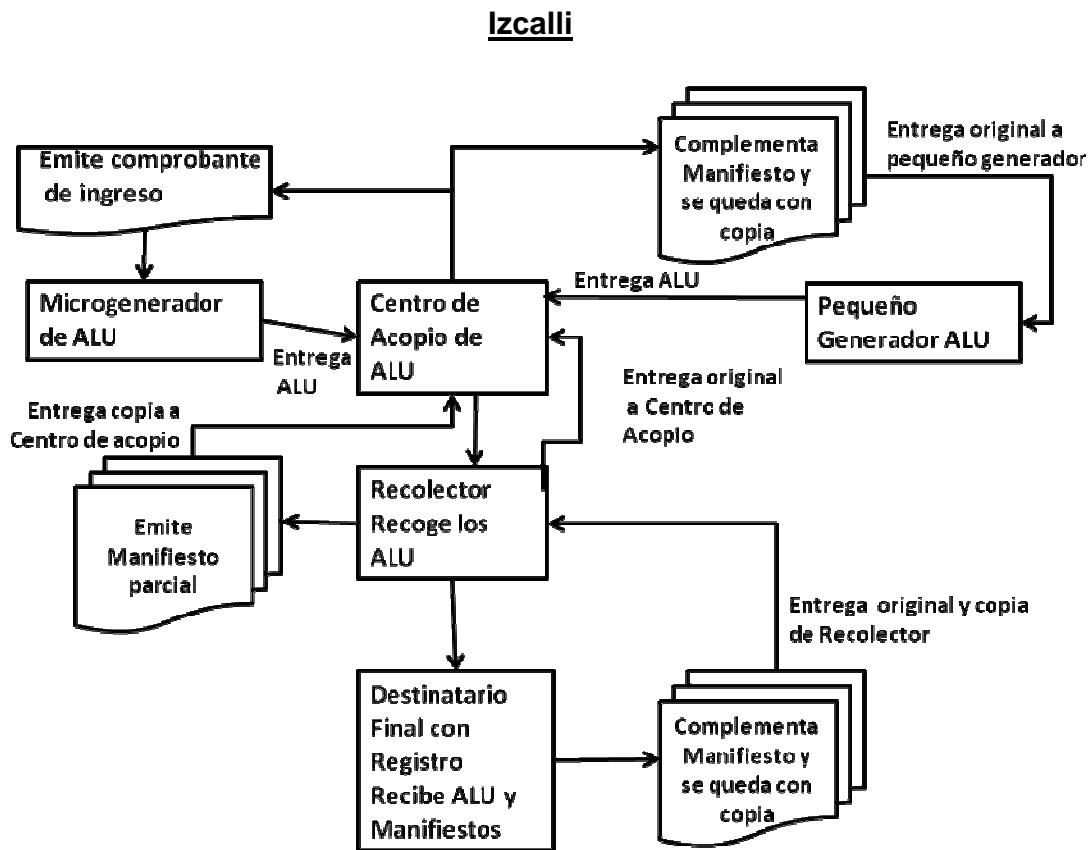 Izcalli
Emite comprobante
de ingreso
Complementa
Manifiesto y
se queda con
copia
Entrega original a
pequeño generador
Microgenerador
de ALU
Entrega
ALU
Centro de
Acopio de
ALU
Entrega ALU
Pequeño
Generador ALU
Entrega original
a Centro de
Acopio
Entrega copia a
Centro de acopio
Emite
Manifiesto
parcial
Recolector
Recoge los
ALU
Entrega original y copia
de Recolector
Destinatario
Final con
Registro
Recibe ALU y
Manifiestos
Complementa
Manifiesto y
se queda con
copia